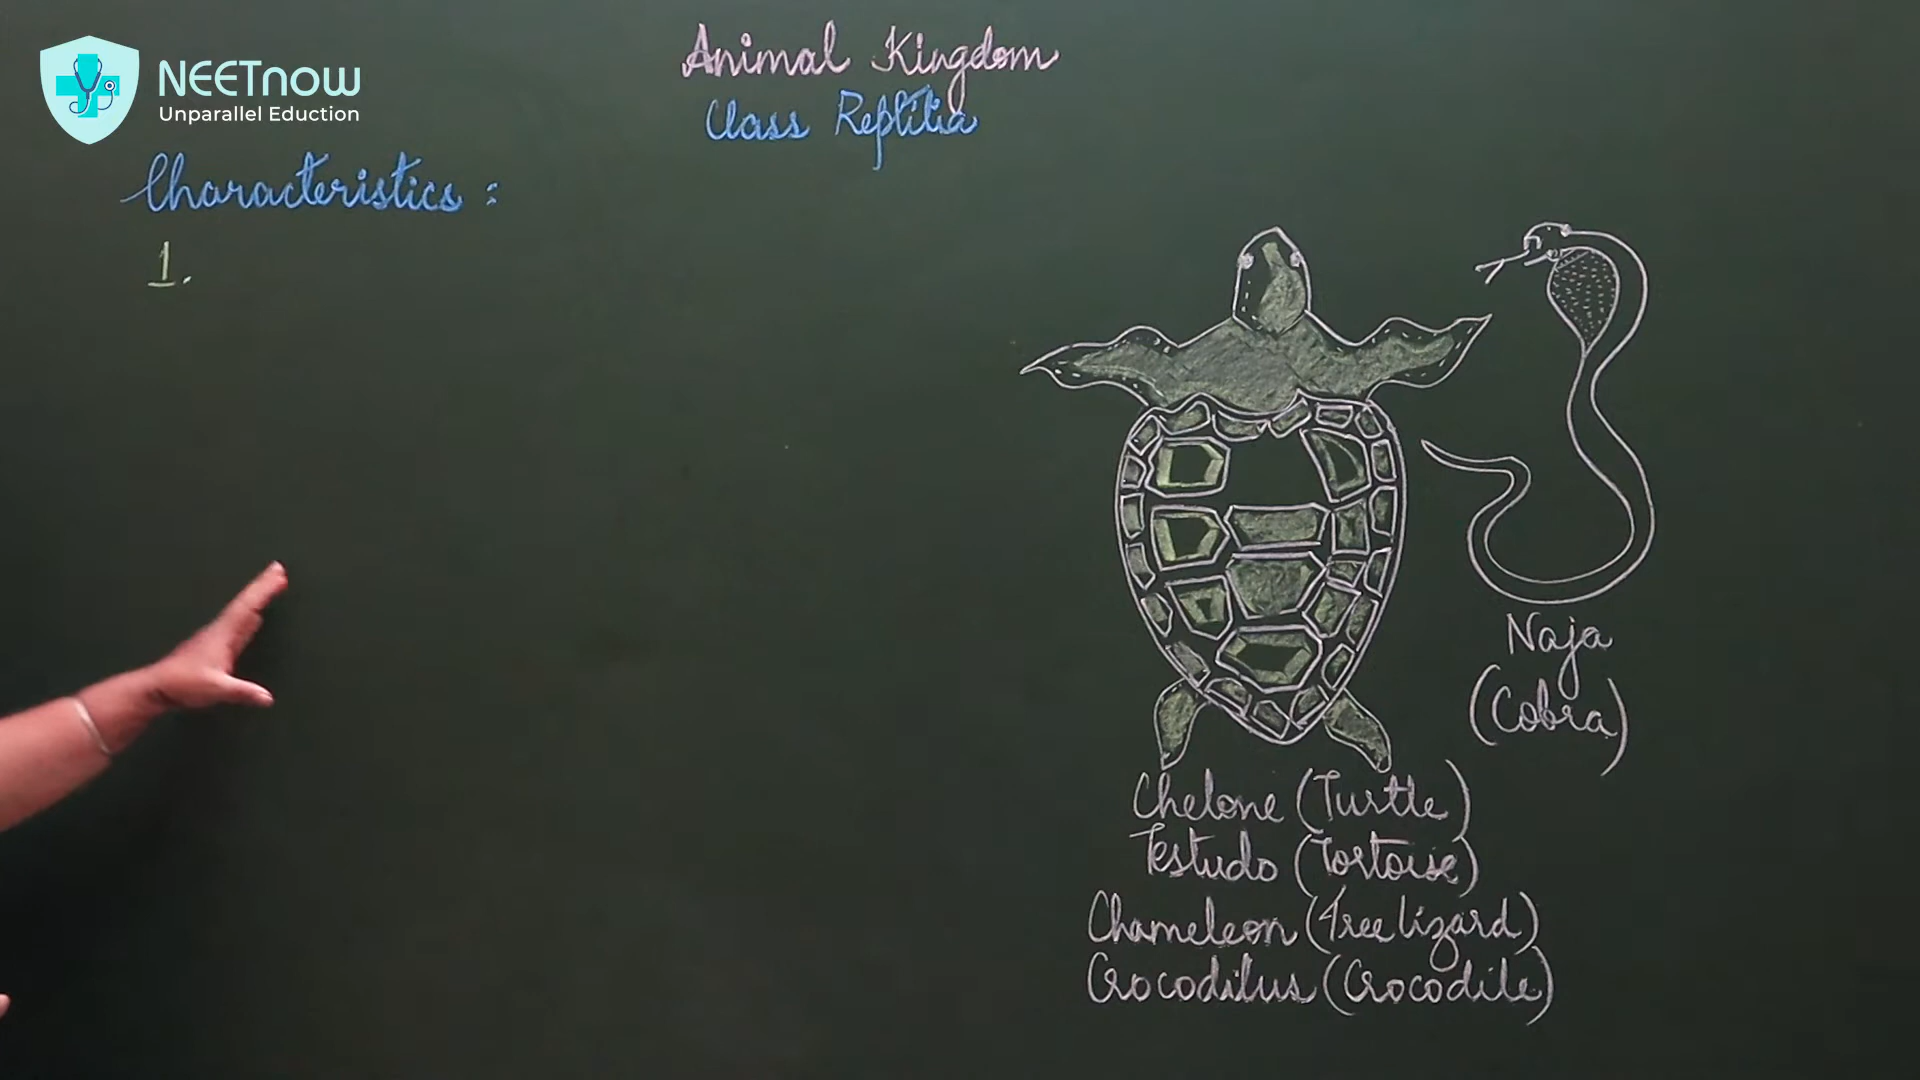 NEETnow
Unparallel Eduction
Animal Kingdom
Class Reptilia
Characteristics :
1.
Naja
(Cobra)
Chelone (Turtle)
Testudo (Tortoise)
Chameleon (Tree lizard)
Crocodilus (Crocodile)